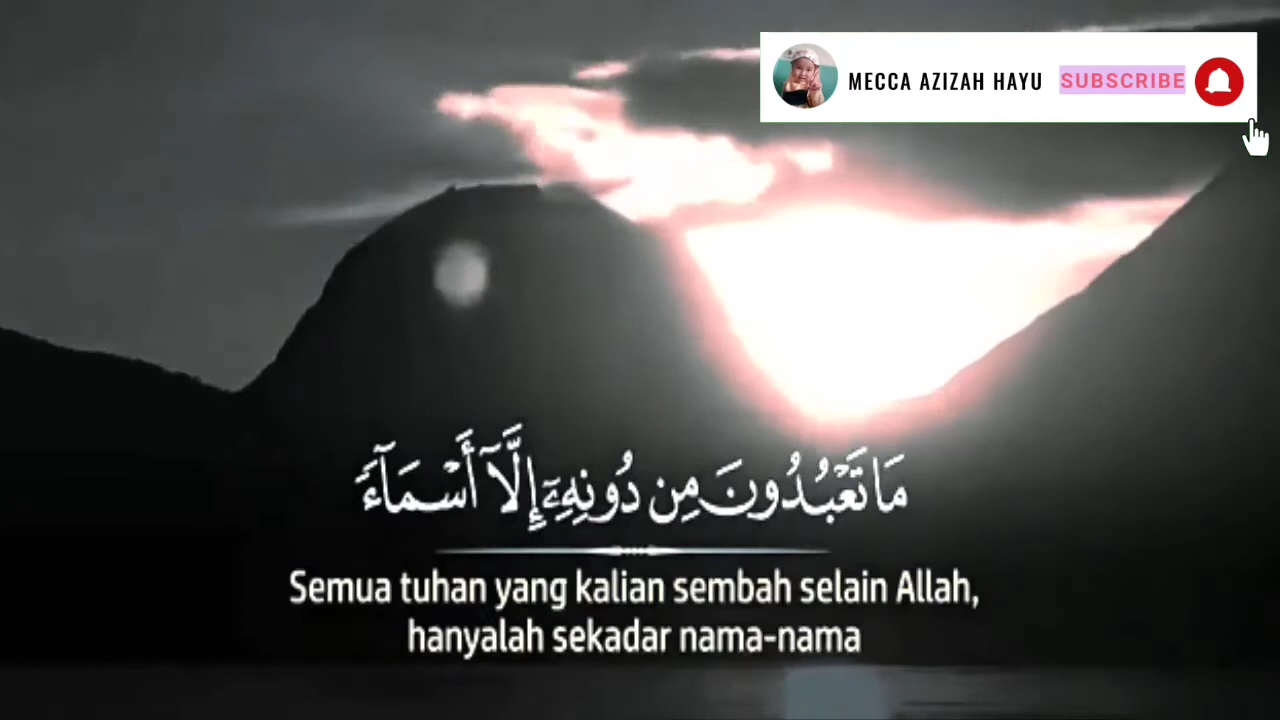 MECCA AZIZAH HAYU SUBSCRIBE
مَا تَعْبُدُونَ مِن دُونِهِۦٓ إِلَّآ أَسْمَآءً
Semua tuhan yang kalian sembah selain Allah,
hanyalah sekadar nama-nama